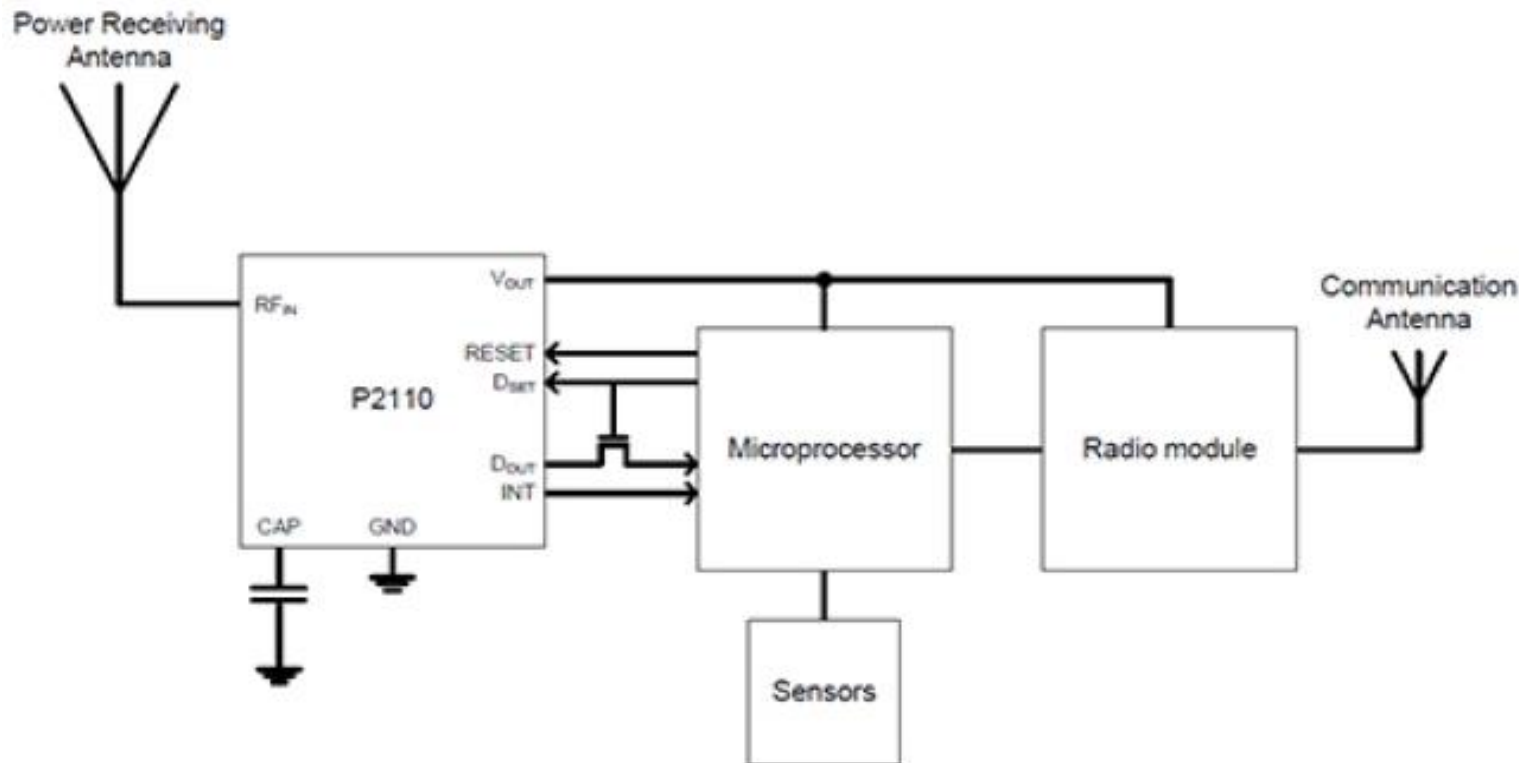 Power Receiving
Antenna
RFIN
VOUT
RESET
DSET
P2110
DOUT
INT
CAP
GND
Microprocessor
Radio module
Communication
Antenna
Sensors